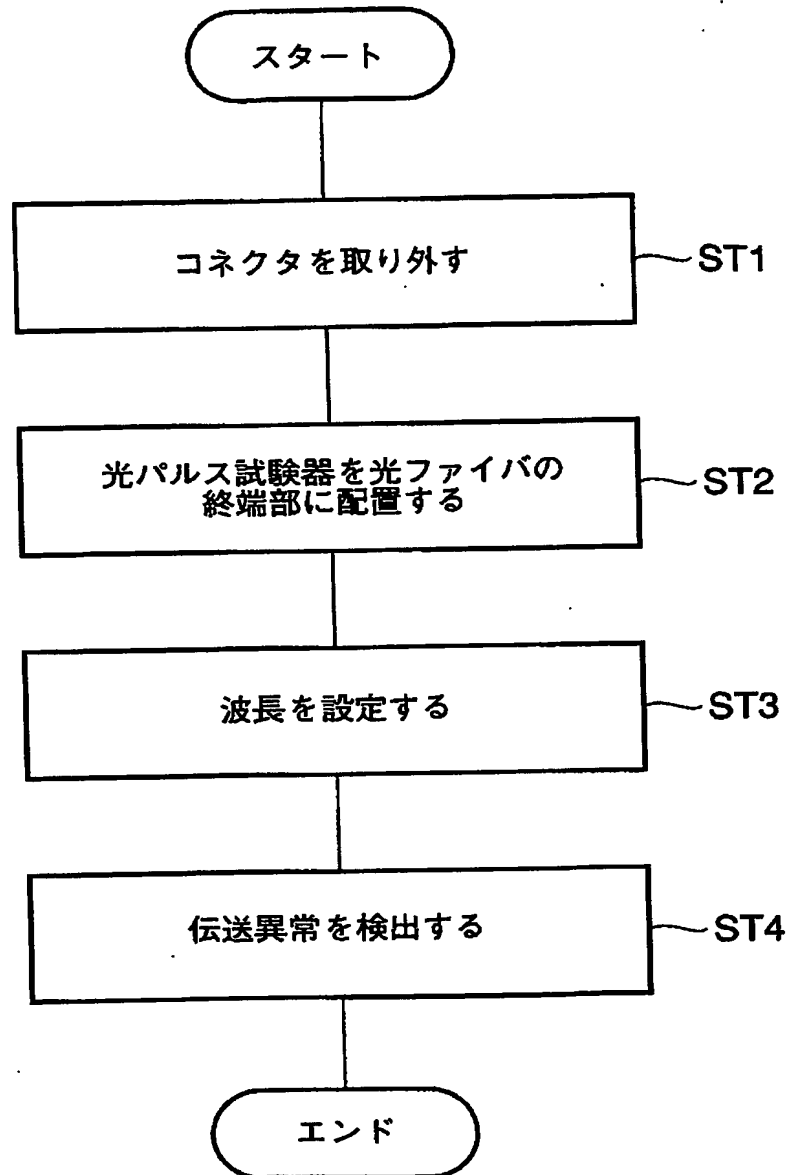 スタート
コネクタを取り外す
ST1
光パルス試験器を光ファイバの
終端部に配置する
ST2
波長を設定する
ST3
伝送異常を検出する
ST4
エンド